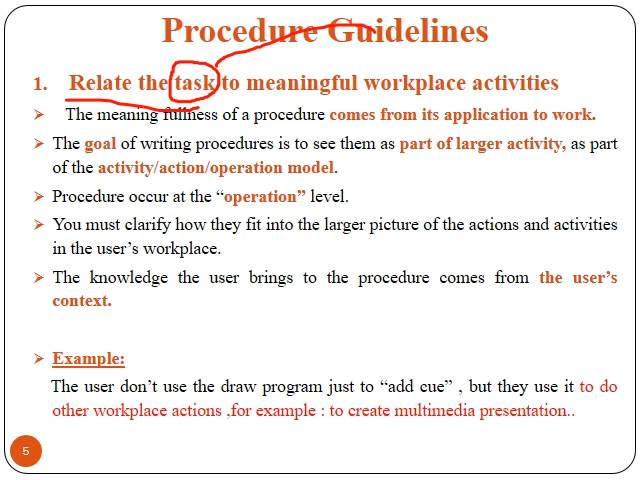 Procedure Guidelines
1. Relate the task to meaningful workplace activities
➢ The meaning fullness of a procedure comes from its application to work.
➢ The goal of writing procedures is to see them as part of larger activity, as part
of the activity/action/operation model.
➢ Procedure occur at the “operation” level.
➢ You must clarify how they fit into the larger picture of the actions and activities
in the user’s workplace.
➢ The knowledge the user brings to the procedure comes from the user’s
context.
➢ Example:
The user don’t use the draw program just to “add cue” , but they use it to do
other workplace actions ,for example : to create multimedia presentation..
5